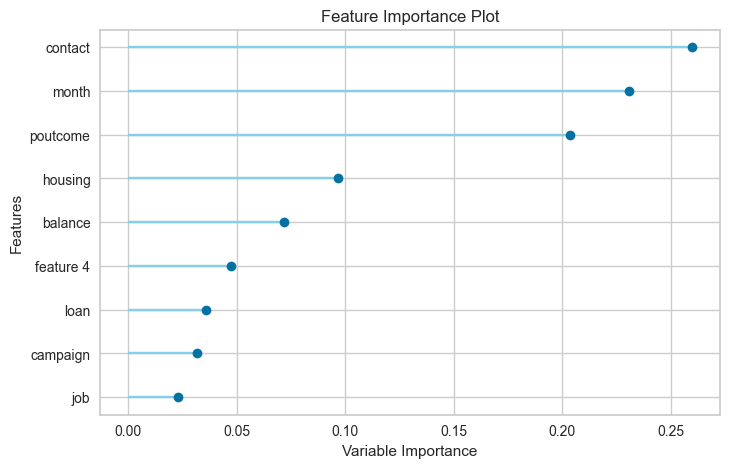 Feature Importance Plot
contact
month
poutcome
housing
balance
feature 4
loan
campaign
job
Features
0.00 0.05 0.10 0.15 0.20 0.25
Variable Importance